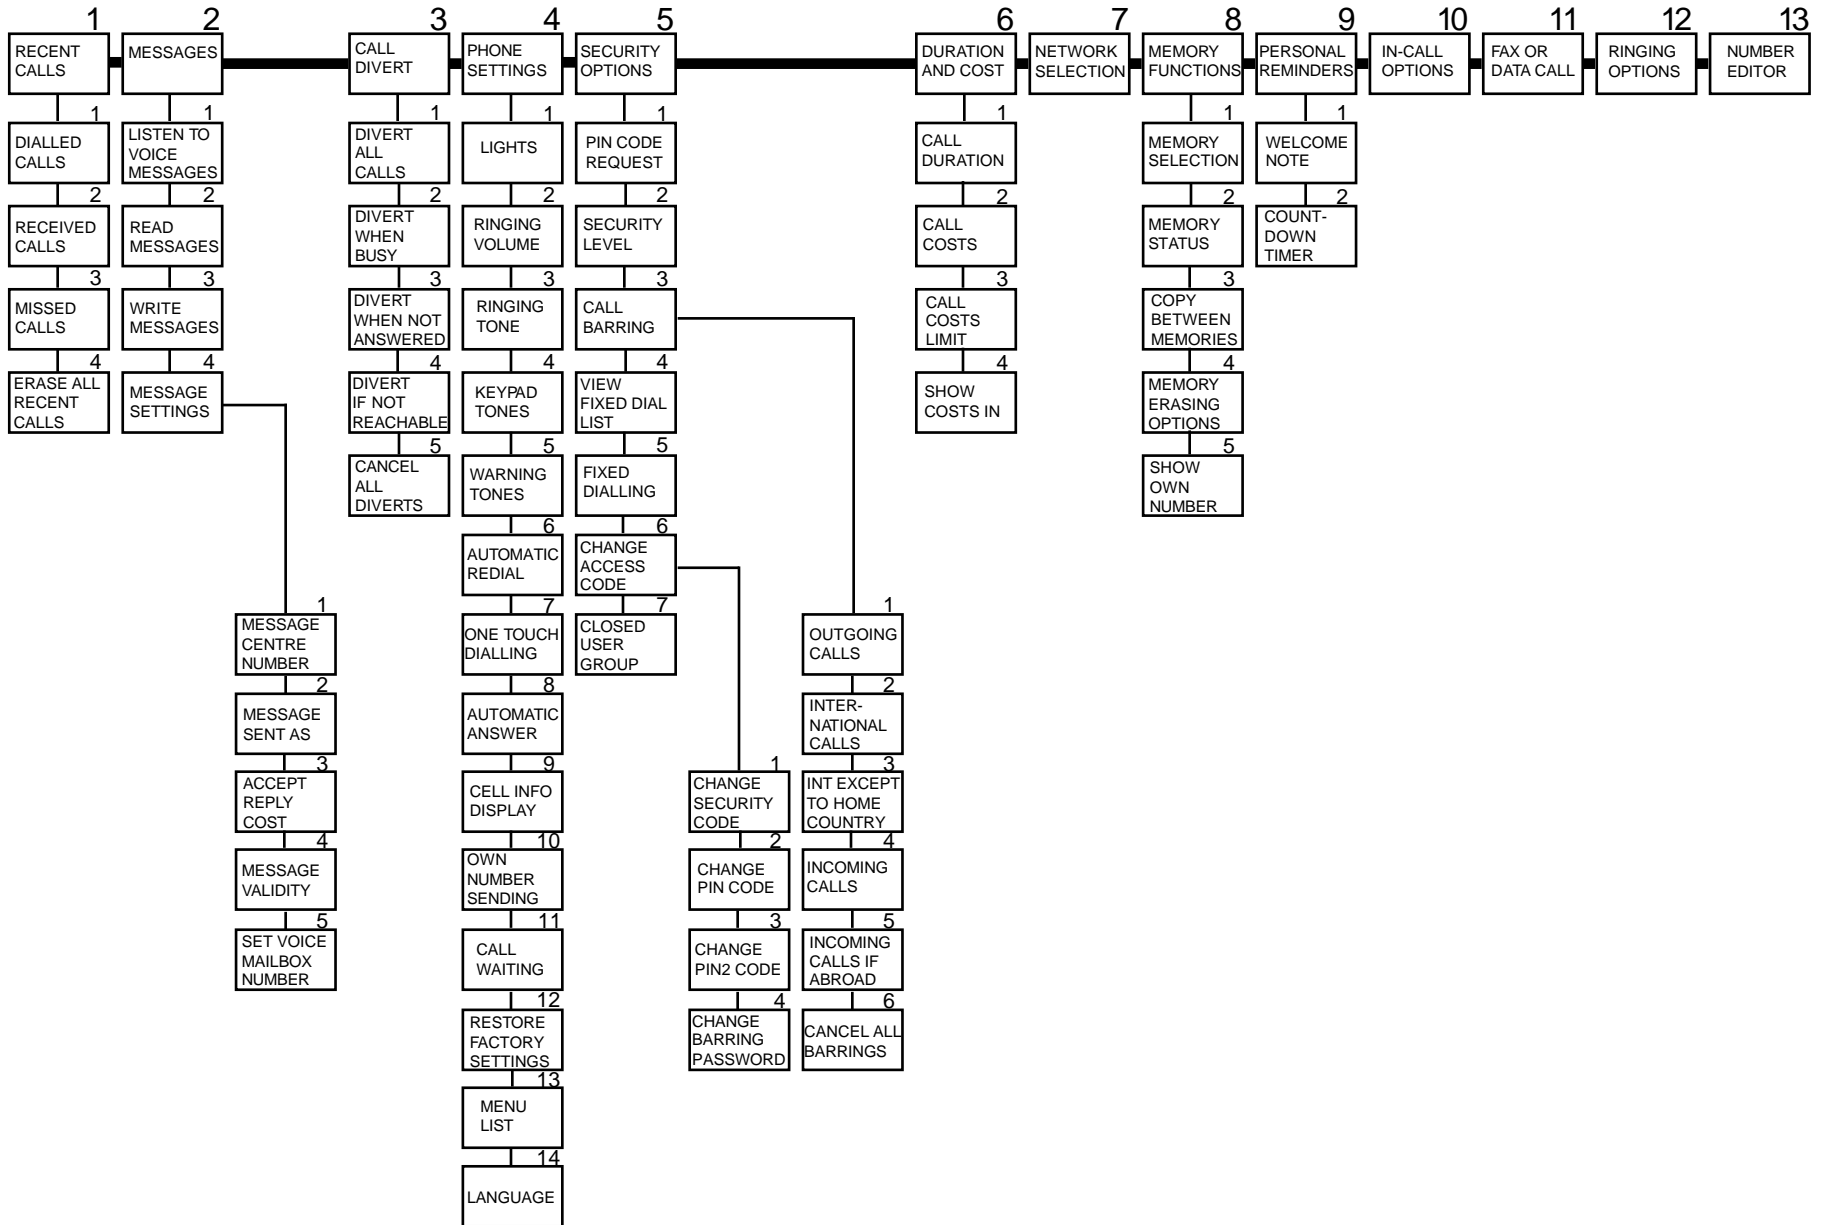 1
2
3
4
5
6
7
8
9
10
11
12
13
RECENT
CALLS
MESSAGES
CALL
DIVERT
PHONE
SETTINGS
SECURITY
OPTIONS
DURATION
AND COST
NETWORK
SELECTION
MEMORY
FUNCTIONS
PERSONAL
REMINDERS
IN-CALL
OPTIONS
FAX OR
DATA CALL
RINGING
OPTIONS
NUMBER
EDITOR
1
DIALLED
CALLS
2
RECEIVED
CALLS
3
MISSED
CALLS
4
ERASE ALL
RECENT
CALLS
1
LISTEN TO
VOICE
MESSAGES
2
READ
MESSAGES
3
WRITE
MESSAGES
4
MESSAGE
SETTINGS
1
MESSAGE
CENTRE
NUMBER
2
MESSAGE
SENT AS
3
ACCEPT
REPLY
COST
4
MESSAGE
VALIDITY
5
SET VOICE
MAILBOX
NUMBER
1
DIVERT
ALL
CALLS
2
DIVERT
WHEN
BUSY
3
DIVERT
WHEN NOT
ANSWERED
4
DIVERT
IF NOT
REACHABLE
5
CANCEL
ALL
DIVERTS
1
LIGHTS
2
RINGING
VOLUME
3
RINGING
TONE
4
KEYPAD
TONES
5
WARNING
TONES
6
AUTOMATIC
REDIAL
7
ONE TOUCH
DIALLING
8
AUTOMATIC
ANSWER
9
CELL INFO
DISPLAY
10
OWN
NUMBER
SENDING
11
CALL
WAITING
12
RESTORE
FACTORY
SETTINGS
13
MENU
LIST
14
LANGUAGE
1
PIN CODE
REQUEST
2
SECURITY
LEVEL
3
CALL
BARRING
4
VIEW
FIXED DIAL
LIST
5
FIXED
DIALLING
6
CHANGE
ACCESS
CODE
7
CLOSED
USER
GROUP
1
CHANGE
SECURITY
CODE
2
CHANGE
PIN CODE
3
CHANGE
PIN2 CODE
4
CHANGE
BARRING
PASSWORD
1
OUTGOING
CALLS
2
INTER-
NATIONAL
CALLS
3
INT EXCEPT
TO HOME
COUNTRY
4
INCOMING
CALLS
5
INCOMING
CALLS IF
ABROAD
6
CANCEL ALL
BARRINGS
1
CALL
DURATION
2
CALL
COSTS
3
CALL
COSTS
LIMIT
4
SHOW
COSTS IN
1
MEMORY
SELECTION
2
MEMORY
STATUS
3
COPY
BETWEEN
MEMORIES
4
MEMORY
ERASING
OPTIONS
5
SHOW
OWN
NUMBER
1
WELCOME
NOTE
2
COUNT-
DOWN
TIMER